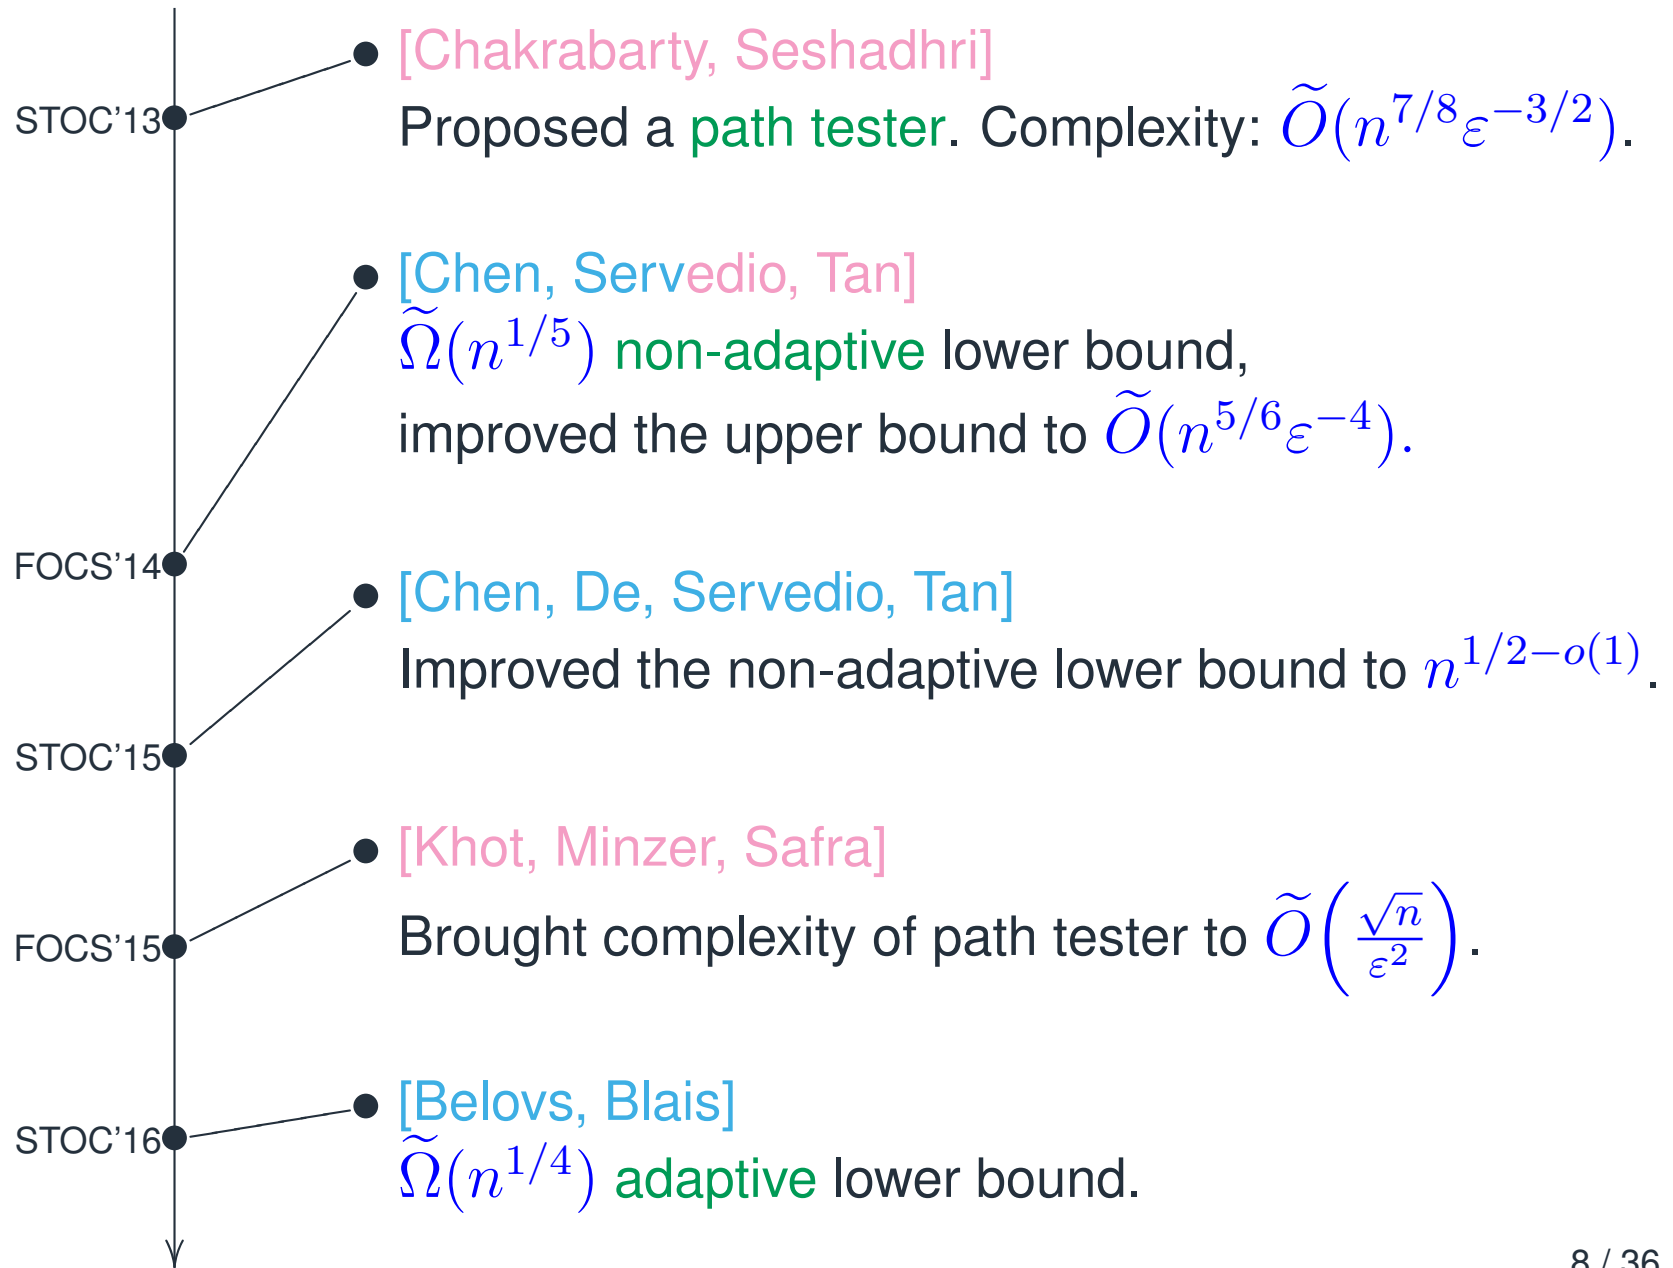 [Chakrabarty, Seshadhri]
STOC'13
Proposed a path tester. Complexity: Õ(n^{7/8}ε^{−3/2}).
[Chen, Servedio, Tan]
Ω̃(n^{1/5}) non-adaptive lower bound,
improved the upper bound to Õ(n^{5/6}ε^{−4}).
FOCS'14
[Chen, De, Servedio, Tan]
Improved the non-adaptive lower bound to n^{1/2−o(1)}.
STOC'15
[Khot, Minzer, Safra]
FOCS'15
Brought complexity of path tester to Õ(√n/ε²).
[Belovs, Blais]
STOC'16
Ω̃(n^{1/4}) adaptive lower bound.
8 / 36